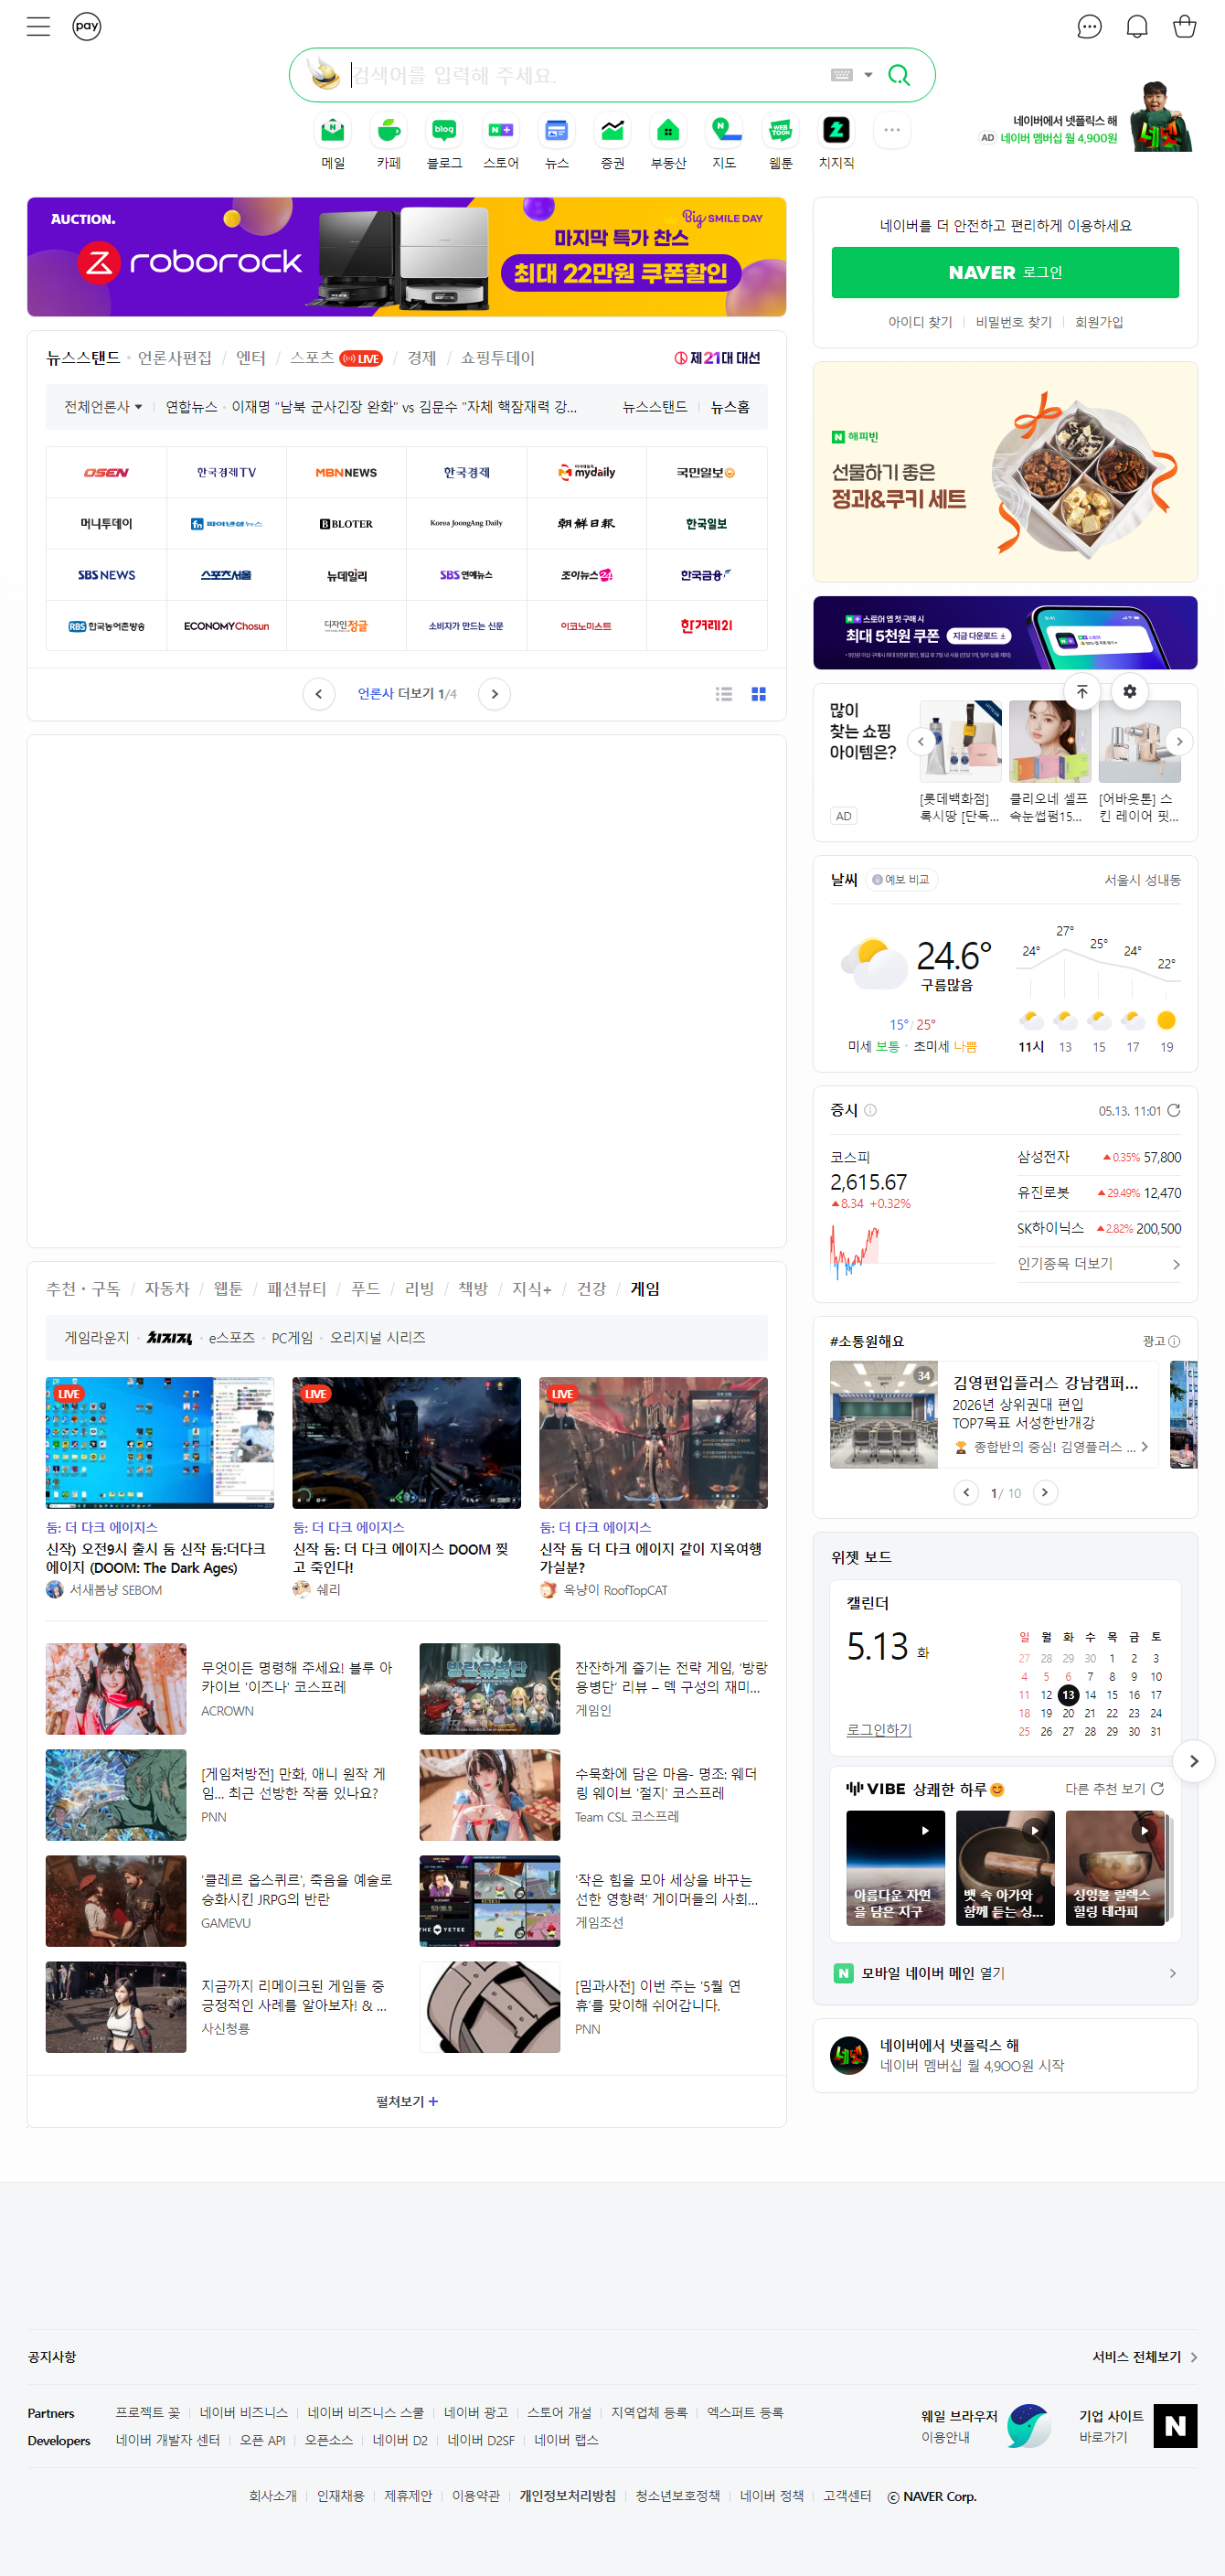 pay
검색어를 입력해 주세요.
메일
카페
블로그
스토어
뉴스
증권
부동산
지도
웹툰
치지직
네이버에서 넷플릭스 해
AD 네이버 멤버십 월 4,900원
AUCTION.
roborock
Big SMILE DAY
마지막 특가 찬스
최대 22만원 쿠폰할인
네이버를 더 안전하고 편리하게 이용하세요
NAVER 로그인
아이디 찾기
비밀번호 찾기
회원가입
뉴스스탠드 · 언론사편집 / 엔터 / 스포츠 LIVE / 경제 / 쇼핑투데이
제21대 대선
전체언론사
연합뉴스 · 이재명 "남북 군사긴장 완화" vs 김문수 "자체 핵잠재력 강...
뉴스스탠드
뉴스홈
OSEN
한국경제TV
MBN NEWS
한국경제
마이데일리 mydaily
국민일보
머니투데이
fn 파이낸셜뉴스
BLOTER
Korea JoongAng Daily
朝鮮日報
한국일보
SBS NEWS
스포츠서울
뉴데일리
SBS 연예뉴스
조이뉴스24
한국금융
RBS 한국농어촌방송
ECONOMYChosun
디자인정글
소비자가 만드는 신문
이코노미스트
한겨레21
언론사 더보기 1/4
N 해피빈
선물하기 좋은
정과&쿠키 세트
N+ 스토어 앱 첫 구매 시
최대 5천원 쿠폰
지금 다운로드
많이
찾는 쇼핑
아이템은?
AD
[롯데백화점]
록시땅 [단독...
클리오네 셀프
속눈썹펌15...
[어바웃톤] 스
킨 레이어 핏...
날씨
예보 비교
서울시 성내동
24.6°
구름많음
15° / 25°
미세 보통 · 초미세 나쁨
24° 27° 25° 24° 22°
11시 13 15 17 19
증시
05.13. 11:01
코스피
2,615.67
8.34 +0.32%
삼성전자 0.35% 57,800
유진로봇 29.49% 12,470
SK하이닉스 2.82% 200,500
인기종목 더보기
추천·구독 / 자동차 / 웹툰 / 패션뷰티 / 푸드 / 리빙 / 책방 / 지식+ / 건강 / 게임
게임라운지 · 치지직 · e스포츠 · PC게임 · 오리지널 시리즈
LIVE
LIVE
LIVE
둠: 더 다크 에이지스
신작) 오전9시 출시 둠 신작 둠:더다크
에이지 (DOOM: The Dark Ages)
서새봄냥 SEBOM
둠: 더 다크 에이지스
신작 둠: 더 다크 에이지스 DOOM 찢
고 죽인다!
쉐리
둠: 더 다크 에이지스
신작 둠 더 다크 에이지 같이 지옥여행
가실분?
옥냥이 RoofTopCAT
무엇이든 명령해 주세요! 블루 아
카이브 '이즈나' 코스프레
ACROWN
방랑용병단
잔잔하게 즐기는 전략 게임, '방랑
용병단' 리뷰 – 덱 구성의 재미...
게임인
[게임처방전] 만화, 애니 원작 게
임... 최근 선방한 작품 있나요?
PNN
수묵화에 담은 마음- 명조: 웨더
링 웨이브 '절지' 코스프레
Team CSL 코스프레
'클레르 옵스퀴르', 죽음을 예술로
승화시킨 JRPG의 반란
GAMEVU
THE YETEE
'작은 힘을 모아 세상을 바꾸는
선한 영향력' 게이머들의 사회...
게임조선
지금까지 리메이크된 게임들 중
긍정적인 사례를 알아보자! & ...
사신청룡
[밈과사전] 이번 주는 '5월 연
휴'를 맞이해 쉬어갑니다.
PNN
펼쳐보기 +
#소통원해요
광고
34
김영편입플러스 강남캠퍼...
2026년 상위권대 편입
TOP7목표 서성한반개강
종합반의 중심! 김영플러스 ...
1 / 10
위젯 보드
캘린더
5.13 화
로그인하기
일 월 화 수 목 금 토
27 28 29 30 1 2 3
4 5 6 7 8 9 10
11 12 13 14 15 16 17
18 19 20 21 22 23 24
25 26 27 28 29 30 31
VIBE 상쾌한 하루😊
다른 추천 보기
아름다운 자연
을 담은 지구
뱃 속 아가와
함께 듣는 싱...
싱잉볼 릴렉스
힐링 테라피
N 모바일 네이버 메인 열기
네넷
네이버에서 넷플릭스 해
네이버 멤버십 월 4,900원 시작
공지사항
서비스 전체보기
Partners 프로젝트 꽃 네이버 비즈니스 네이버 비즈니스 스쿨 네이버 광고 스토어 개설 지역업체 등록 엑스퍼트 등록
Developers 네이버 개발자 센터 오픈 API 오픈소스 네이버 D2 네이버 D2SF 네이버 랩스
웨일 브라우저
이용안내
기업 사이트
바로가기
N
회사소개 인재채용 제휴제안 이용약관 개인정보처리방침 청소년보호정책 네이버 정책 고객센터 ⓒ NAVER Corp.